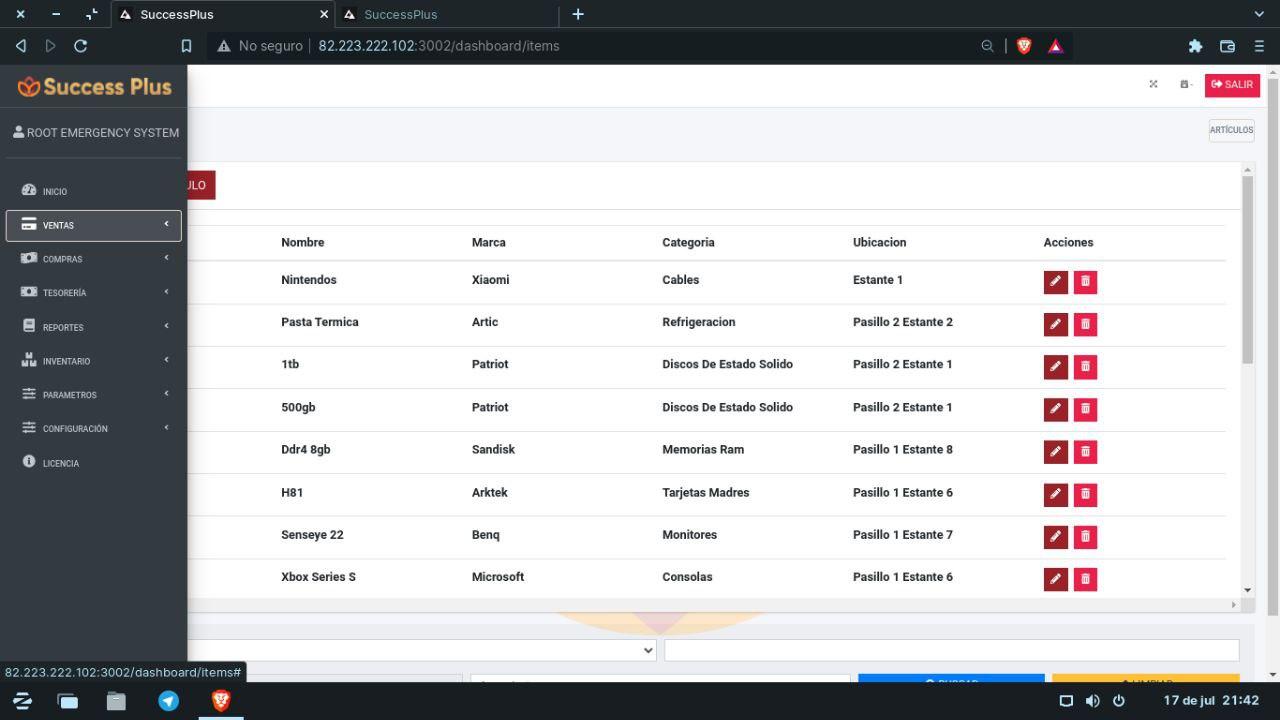 SuccessPlus
SuccessPlus
No seguro
82.223.222.102:3002/dashboard/items
Success Plus
SALIR
ROOT EMERGENCY SYSTEM
ARTÍCULOS
INICIO
ULO
VENTAS
COMPRAS
TESORERÍA
REPORTES
INVENTARIO
PARAMETROS
CONFIGURACIÓN
LICENCIA
Nombre Marca Categoria Ubicacion Acciones
Nintendos Xiaomi Cables Estante 1
Pasta Termica Artic Refrigeracion Pasillo 2 Estante 2
1tb Patriot Discos De Estado Solido Pasillo 2 Estante 1
500gb Patriot Discos De Estado Solido Pasillo 2 Estante 1
Ddr4 8gb Sandisk Memorias Ram Pasillo 1 Estante 8
H81 Arktek Tarjetas Madres Pasillo 1 Estante 6
Senseye 22 Benq Monitores Pasillo 1 Estante 7
Xbox Series S Microsoft Consolas Pasillo 1 Estante 6
82.223.222.102:3002/dashboard/items#
BUSCAR
LIMPIAR
17 de jul 21:42